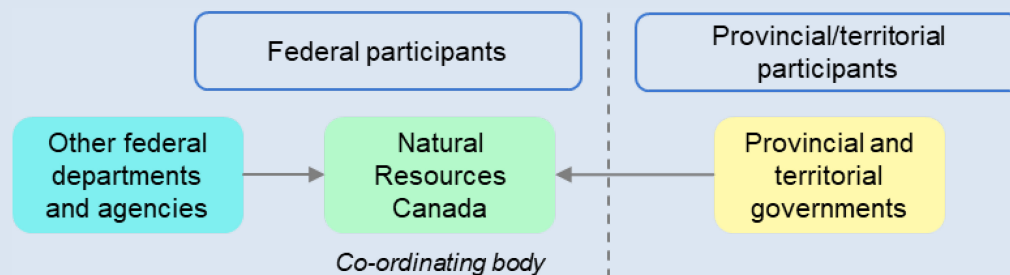 Federal participants
Provincial/territorial
participants
Other federal
departments
and agencies
Natural
Resources
Canada
Provincial and
territorial
governments
Co-ordinating body